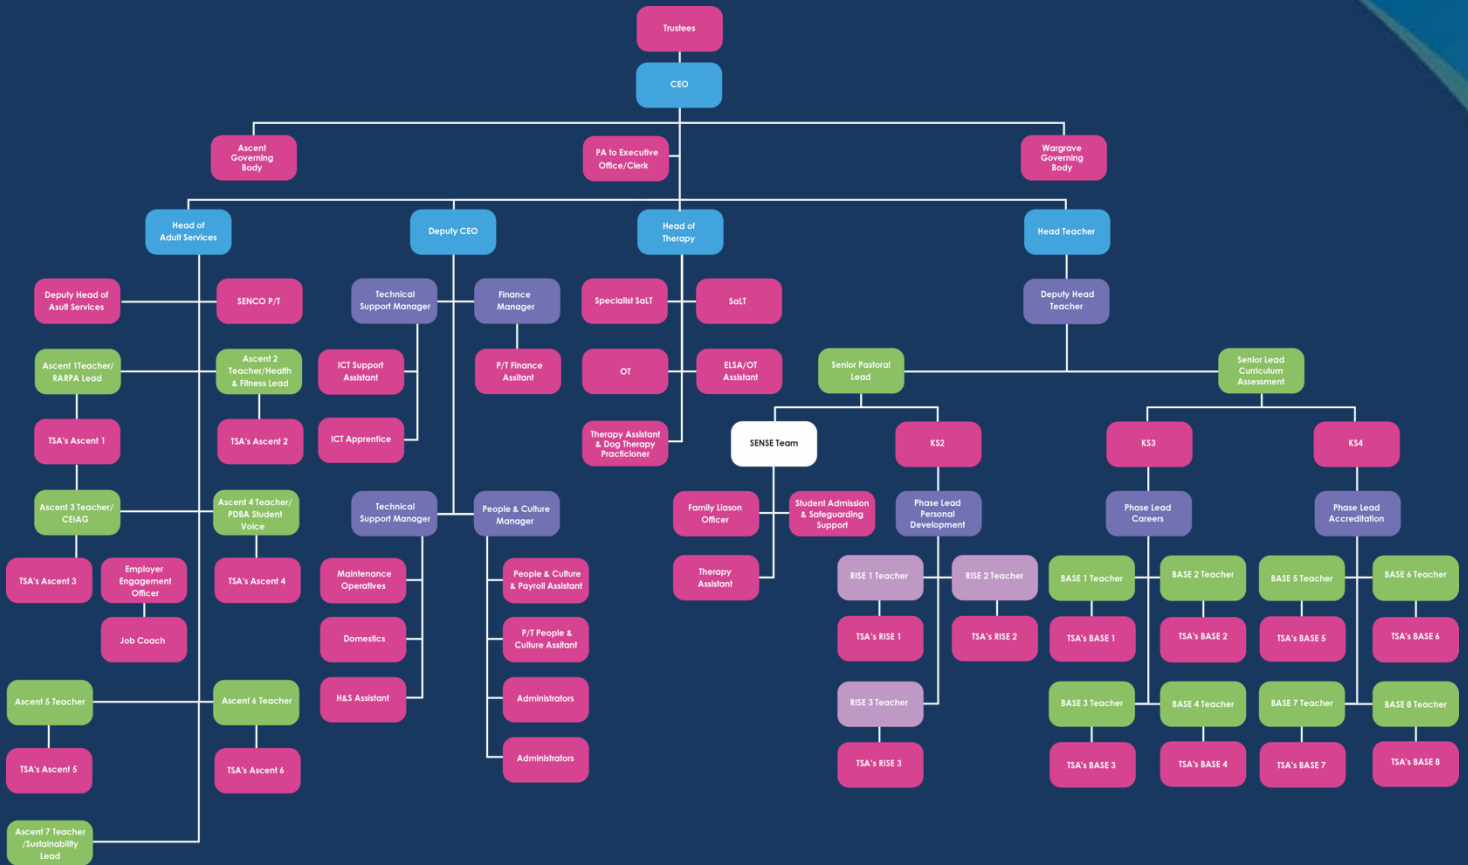 Trustees
CEO
Ascent
Governing
Body
PA to Executive
Office/Clerk
Wargrave
Governing
Body
Head of
Adult Services
Deputy CEO
Head of
Therapy
Head Teacher
Deputy Head of
Asult Services
SENCO P/T
Technical
Support Manager
Finance
Manager
Specialist SaLT
SaLT
Deputy Head
Teacher
Ascent 1Teacher/
RARPA Lead
Ascent 2
Teacher/Health
& Fitness Lead
ICT Support
Assistant
P/T Finance
Assitant
OT
ELSA/OT
Assistant
Senior Pastoral
Lead
Senior Lead
Curriculum
Assessment
TSA's Ascent 1
TSA's Ascent 2
ICT Apprentice
Therapy Assistant
& Dog Therapy
Practicioner
SENSE Team
KS2
KS3
KS4
Ascent 3 Teacher/
CEIAG
Ascent 4 Teacher/
PDBA Student
Voice
Technical
Support Manager
People & Culture
Manager
Family Liason
Officer
Student Admission
& Safeguarding
Support
Phase Lead
Personal
Development
Phase Lead
Careers
Phase Lead
Accreditation
TSA's Ascent 3
Employer
Engagement
Officer
TSA's Ascent 4
Maintenance
Operatives
People & Culture
& Payroll Assistant
Therapy
Assistant
RISE 1 Teacher
RISE 2 Teacher
BASE 1 Teacher
BASE 2 Teacher
BASE 5 Teacher
BASE 6 Teacher
Job Coach
Domestics
P/T People &
Culture Assitant
TSA's RISE 1
TSA's RISE 2
TSA's BASE 1
TSA's BASE 2
TSA's BASE 5
TSA's BASE 6
Ascent 5 Teacher
Ascent 6 Teacher
H&S Assistant
Administrators
RISE 3 Teacher
BASE 3 Teacher
BASE 4 Teacher
BASE 7 Teacher
BASE 8 Teacher
TSA's Ascent 5
TSA's Ascent 6
Administrators
TSA's RISE 3
TSA's BASE 3
TSA's BASE 4
TSA's BASE 7
TSA's BASE 8
Ascent 7 Teacher
/Sustainability
Lead